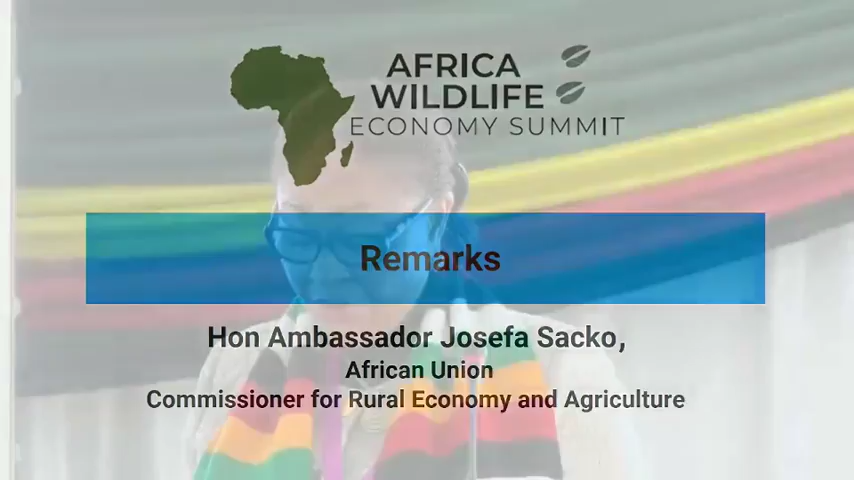 AFRICA
WILDLIFE
ECONOMY SUMMIT
Remarks
Hon Ambassador Josefa Sacko,
African Union
Commissioner for Rural Economy and Agriculture